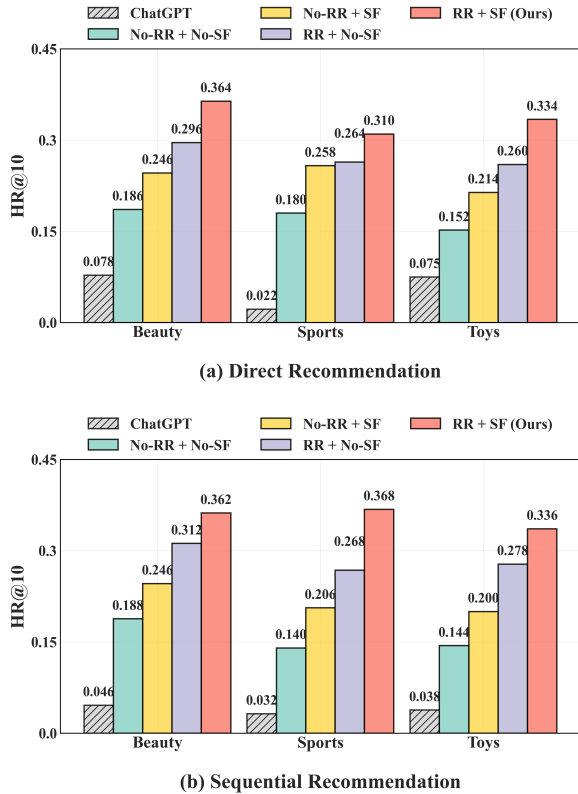 ChatGPT No-RR + SF RR + SF (Ours)
No-RR + No-SF RR + No-SF
HR@10
0.45
0.3
0.15
0.0
0.078 0.186 0.246 0.296 0.364
0.022 0.180 0.258 0.264 0.310
0.075 0.152 0.214 0.260 0.334
Beauty Sports Toys
(a) Direct Recommendation
ChatGPT No-RR + SF RR + SF (Ours)
No-RR + No-SF RR + No-SF
HR@10
0.45
0.3
0.15
0.0
0.046 0.188 0.246 0.312 0.362
0.032 0.140 0.206 0.268 0.368
0.038 0.144 0.200 0.278 0.336
Beauty Sports Toys
(b) Sequential Recommendation